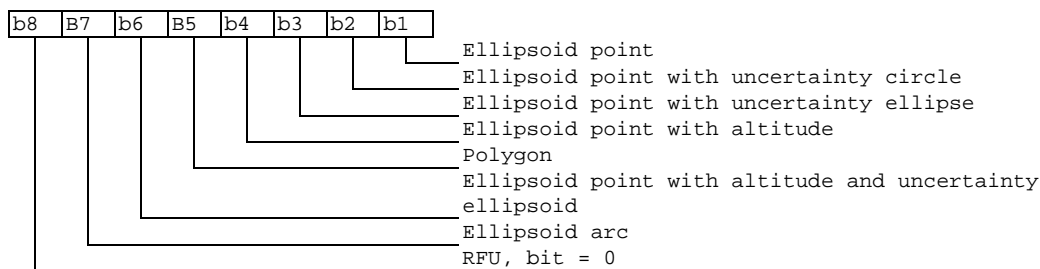 b8 B7 b6 B5 b4 b3 b2 b1
Ellipsoid point
Ellipsoid point with uncertainty circle
Ellipsoid point with uncertainty ellipse
Ellipsoid point with altitude
Polygon
Ellipsoid point with altitude and uncertainty
ellipsoid
Ellipsoid arc
RFU, bit = 0